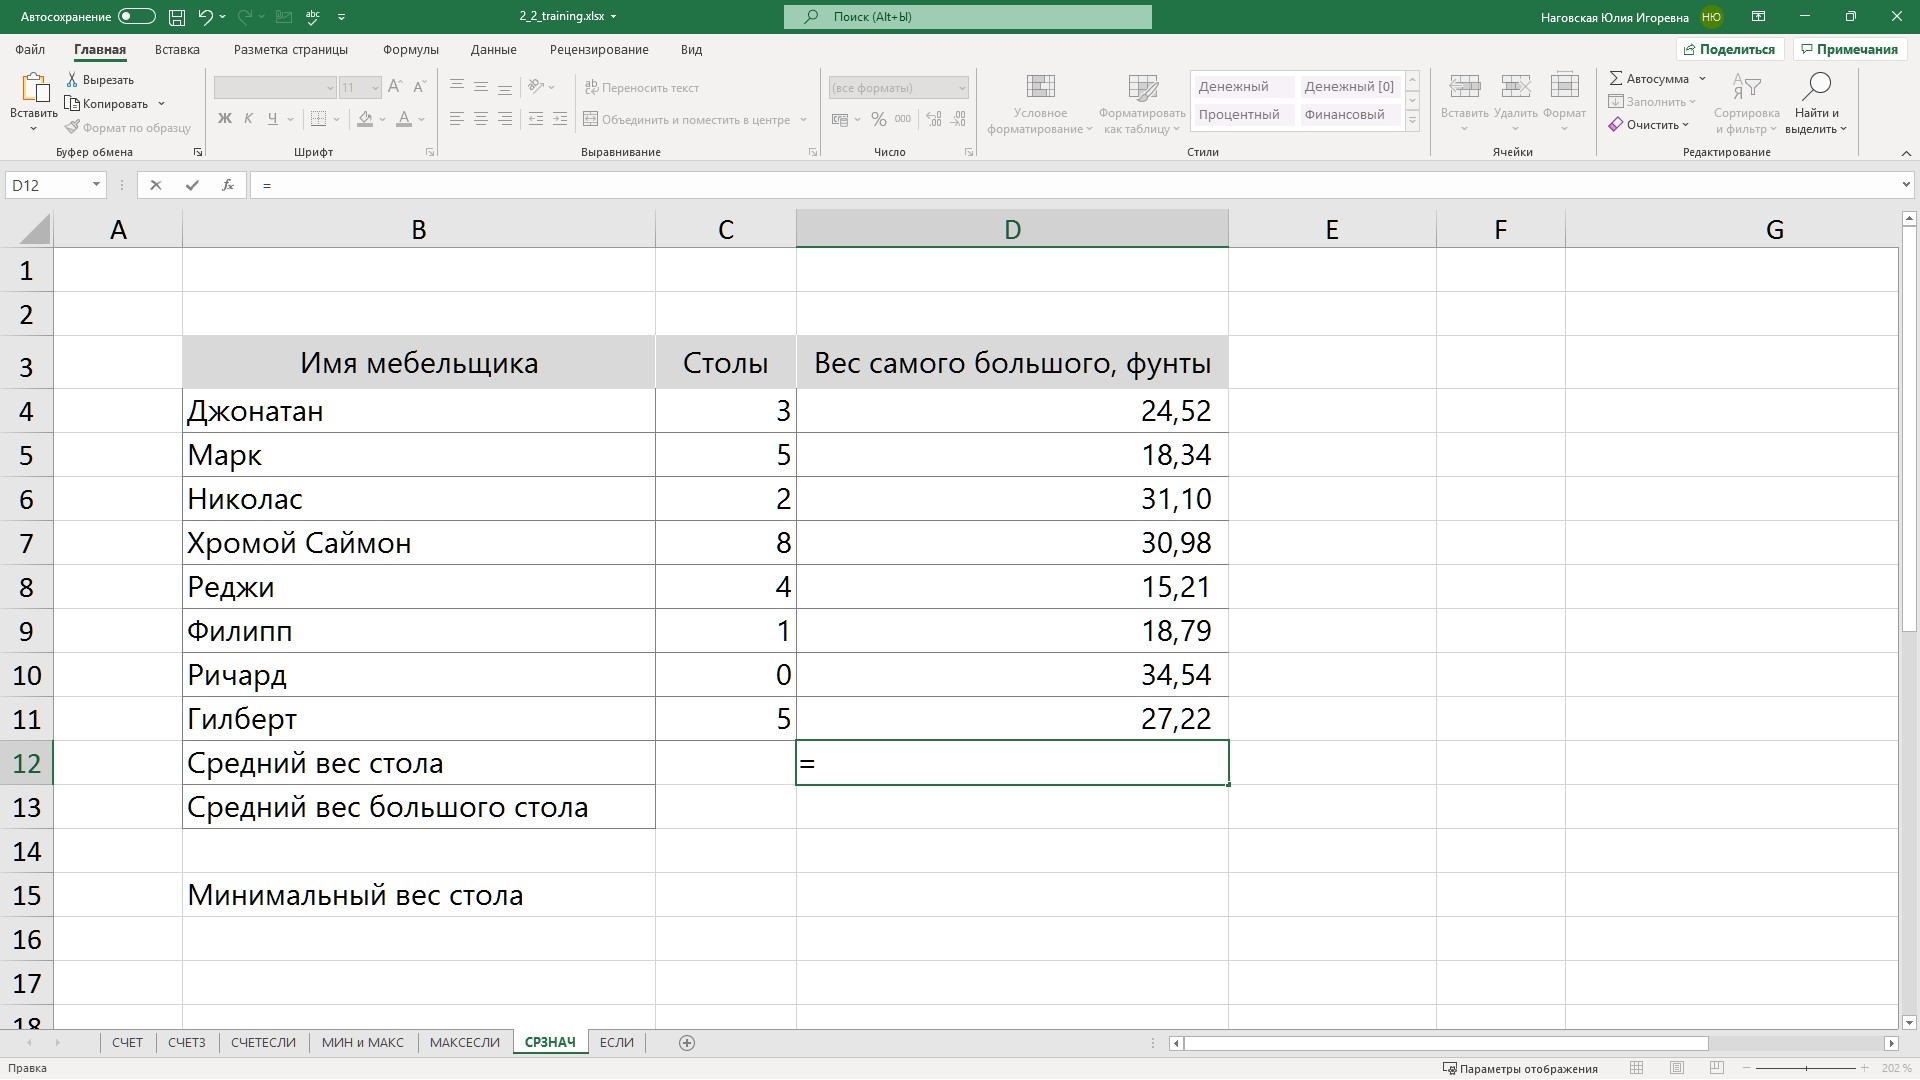 Автосохранение 2_2_training.xlsx Поиск (Alt+Ы) Наговская Юлия Игоревна НЮ
Файл Главная Вставка Разметка страницы Формулы Данные Рецензирование Вид Поделиться Примечания
Вставить
Вырезать
Копировать
Формат по образцу
Буфер обмена
11
Ж К Ч
Шрифт
Переносить текст
Объединить и поместить в центре
Выравнивание
(все форматы)
% 000
Число
Условное форматирование
Форматировать как таблицу
Денежный Денежный [0]
Процентный Финансовый
Стили
Вставить Удалить Формат
Ячейки
Автосумма
Заполнить
Очистить
Сортировка и фильтр
Найти и выделить
Редактирование
D12 fx =
A B C D E F G
1
2
3 Имя мебельщика Столы Вес самого большого, фунты
4 Джонатан 3 24,52
5 Марк 5 18,34
6 Николас 2 31,10
7 Хромой Саймон 8 30,98
8 Реджи 4 15,21
9 Филипп 1 18,79
10 Ричард 0 34,54
11 Гилберт 5 27,22
12 Средний вес стола =
13 Средний вес большого стола
14
15 Минимальный вес стола
16
17
18
СЧЕТ СЧЕТЗ СЧЕТЕСЛИ МИН и МАКС МАКСЕСЛИ СРЗНАЧ ЕСЛИ
Правка Параметры отображения 202 %